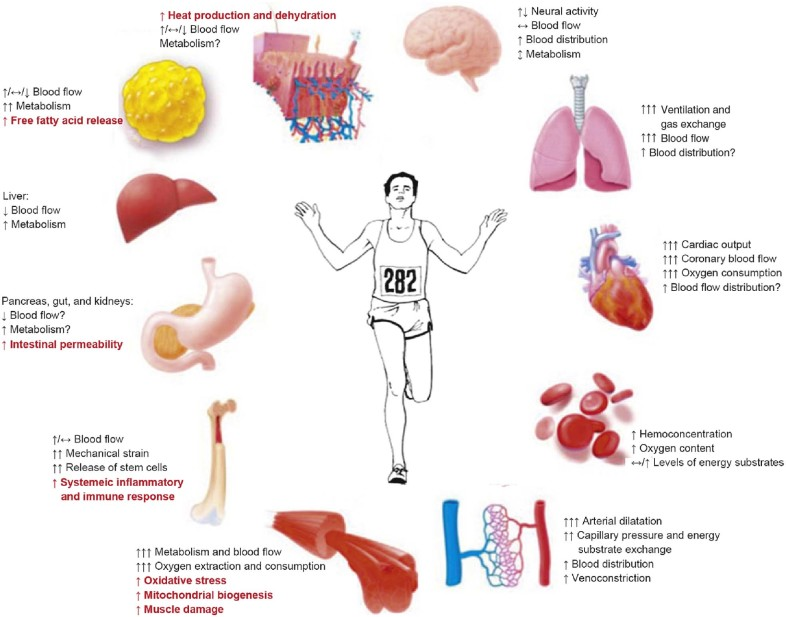 ↑ Heat production and dehydration
↑/↔/↓ Blood flow
Metabolism?
↑↓ Neural activity
↔ Blood flow
↑ Blood distribution
↕ Metabolism
↑/↔/↓ Blood flow
↑↑ Metabolism
↑ Free fatty acid release
↑↑↑ Ventilation and
gas exchange
↑↑↑ Blood flow
↑ Blood distribution?
Liver:
↓ Blood flow
↑ Metabolism
↑↑↑ Cardiac output
↑↑↑ Coronary blood flow
↑↑↑ Oxygen consumption
↑ Blood flow distribution?
282
Pancreas, gut, and kidneys:
↓ Blood flow?
↑ Metabolism?
↑ Intestinal permeability
↑ Hemoconcentration
↑ Oxygen content
↔/↑ Levels of energy substrates
↑/↔ Blood flow
↑↑ Mechanical strain
↑↑ Release of stem cells
↑ Systemeic inflammatory
and immune response
↑↑↑ Arterial dilatation
↑↑ Capillary pressure and energy
substrate exchange
↑ Blood distribution
↑ Venoconstriction
↑↑↑ Metabolism and blood flow
↑↑↑ Oxygen extraction and consumption
↑ Oxidative stress
↑ Mitochondrial biogenesis
↑ Muscle damage